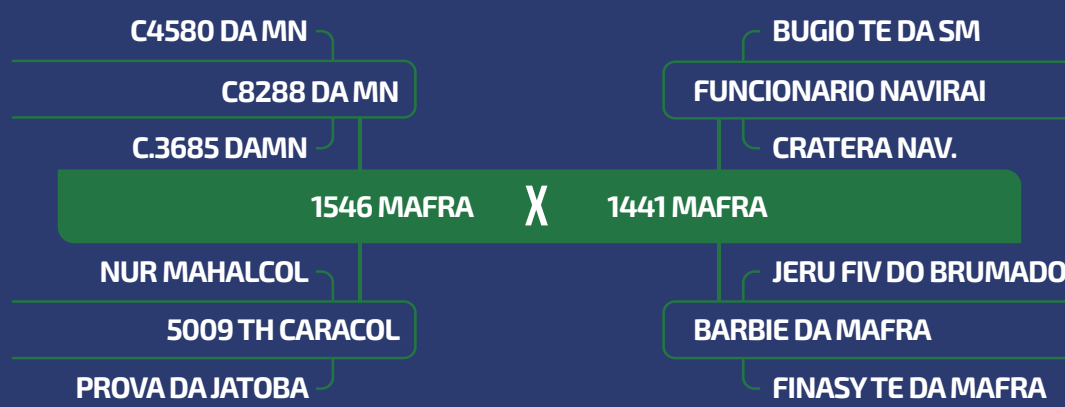 C4580 DA MN
BUGIO TE DA SM
C8288 DA MN
FUNCIONARIO NAVIRAI
C.3685 DAMN
CRATERA NAV.
1546 MAFRA X 1441 MAFRA
NUR MAHALCOL
JERU FIV DO BRUMADO
5009 TH CARACOL
BARBIE DA MAFRA
PROVA DA JATOBA
FINASY TE DA MAFRA